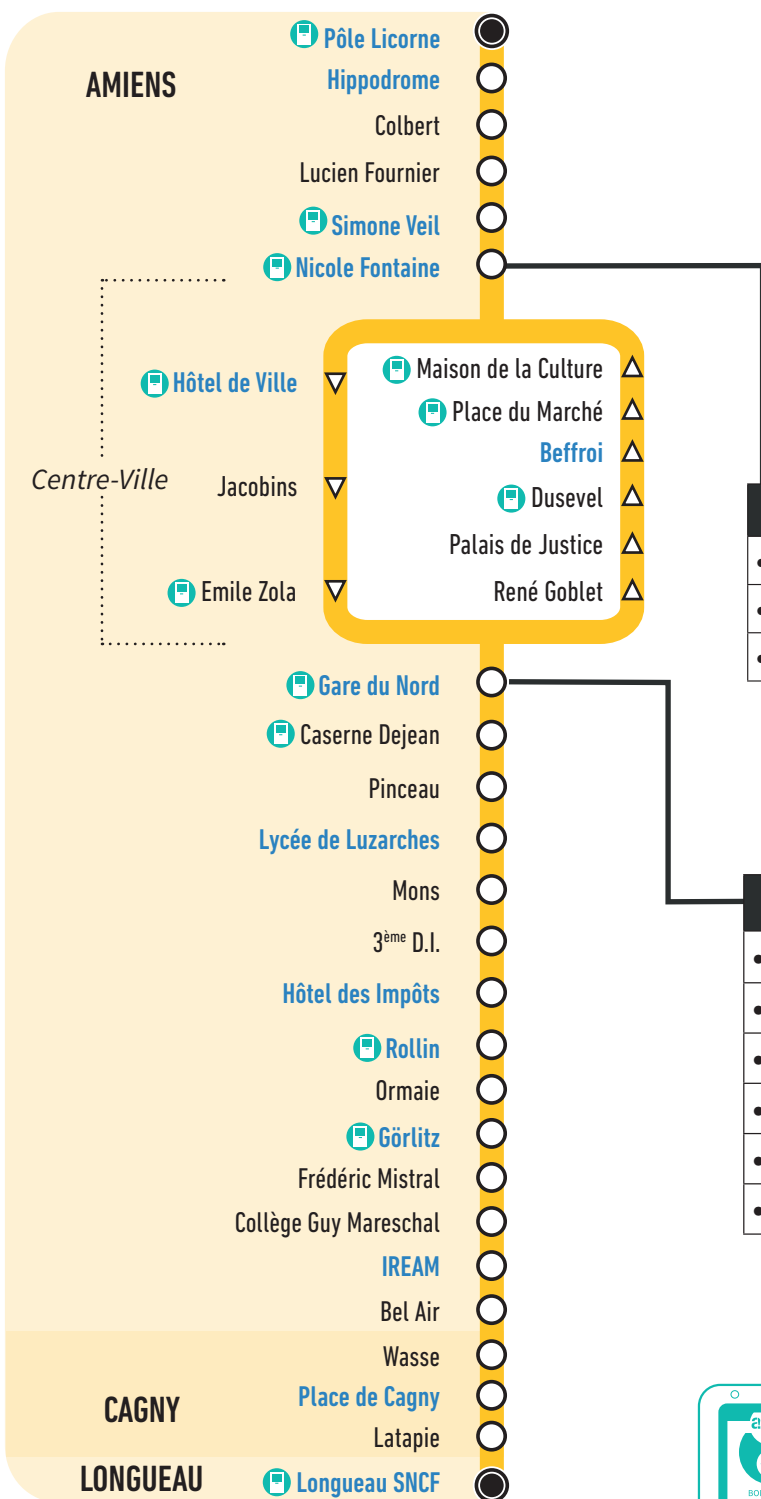 Pôle Licorne
AMIENS
Hippodrome
Colbert
Lucien Fournier
Simone Veil
Nicole Fontaine
Hôtel de Ville
Maison de la Culture
Place du Marché
Beffroi
Centre-Ville
Jacobins
Dusevel
Palais de Justice
Emile Zola
René Goblet
Gare du Nord
Caserne Dejean
Pinceau
Lycée de Luzarches
Mons
3ème D.I.
Hôtel des Impôts
Rollin
Ormaie
Görlitz
Frédéric Mistral
Collège Guy Mareschal
IREAM
Bel Air
Wasse
CAGNY
Place de Cagny
Latapie
LONGUEAU
Longueau SNCF